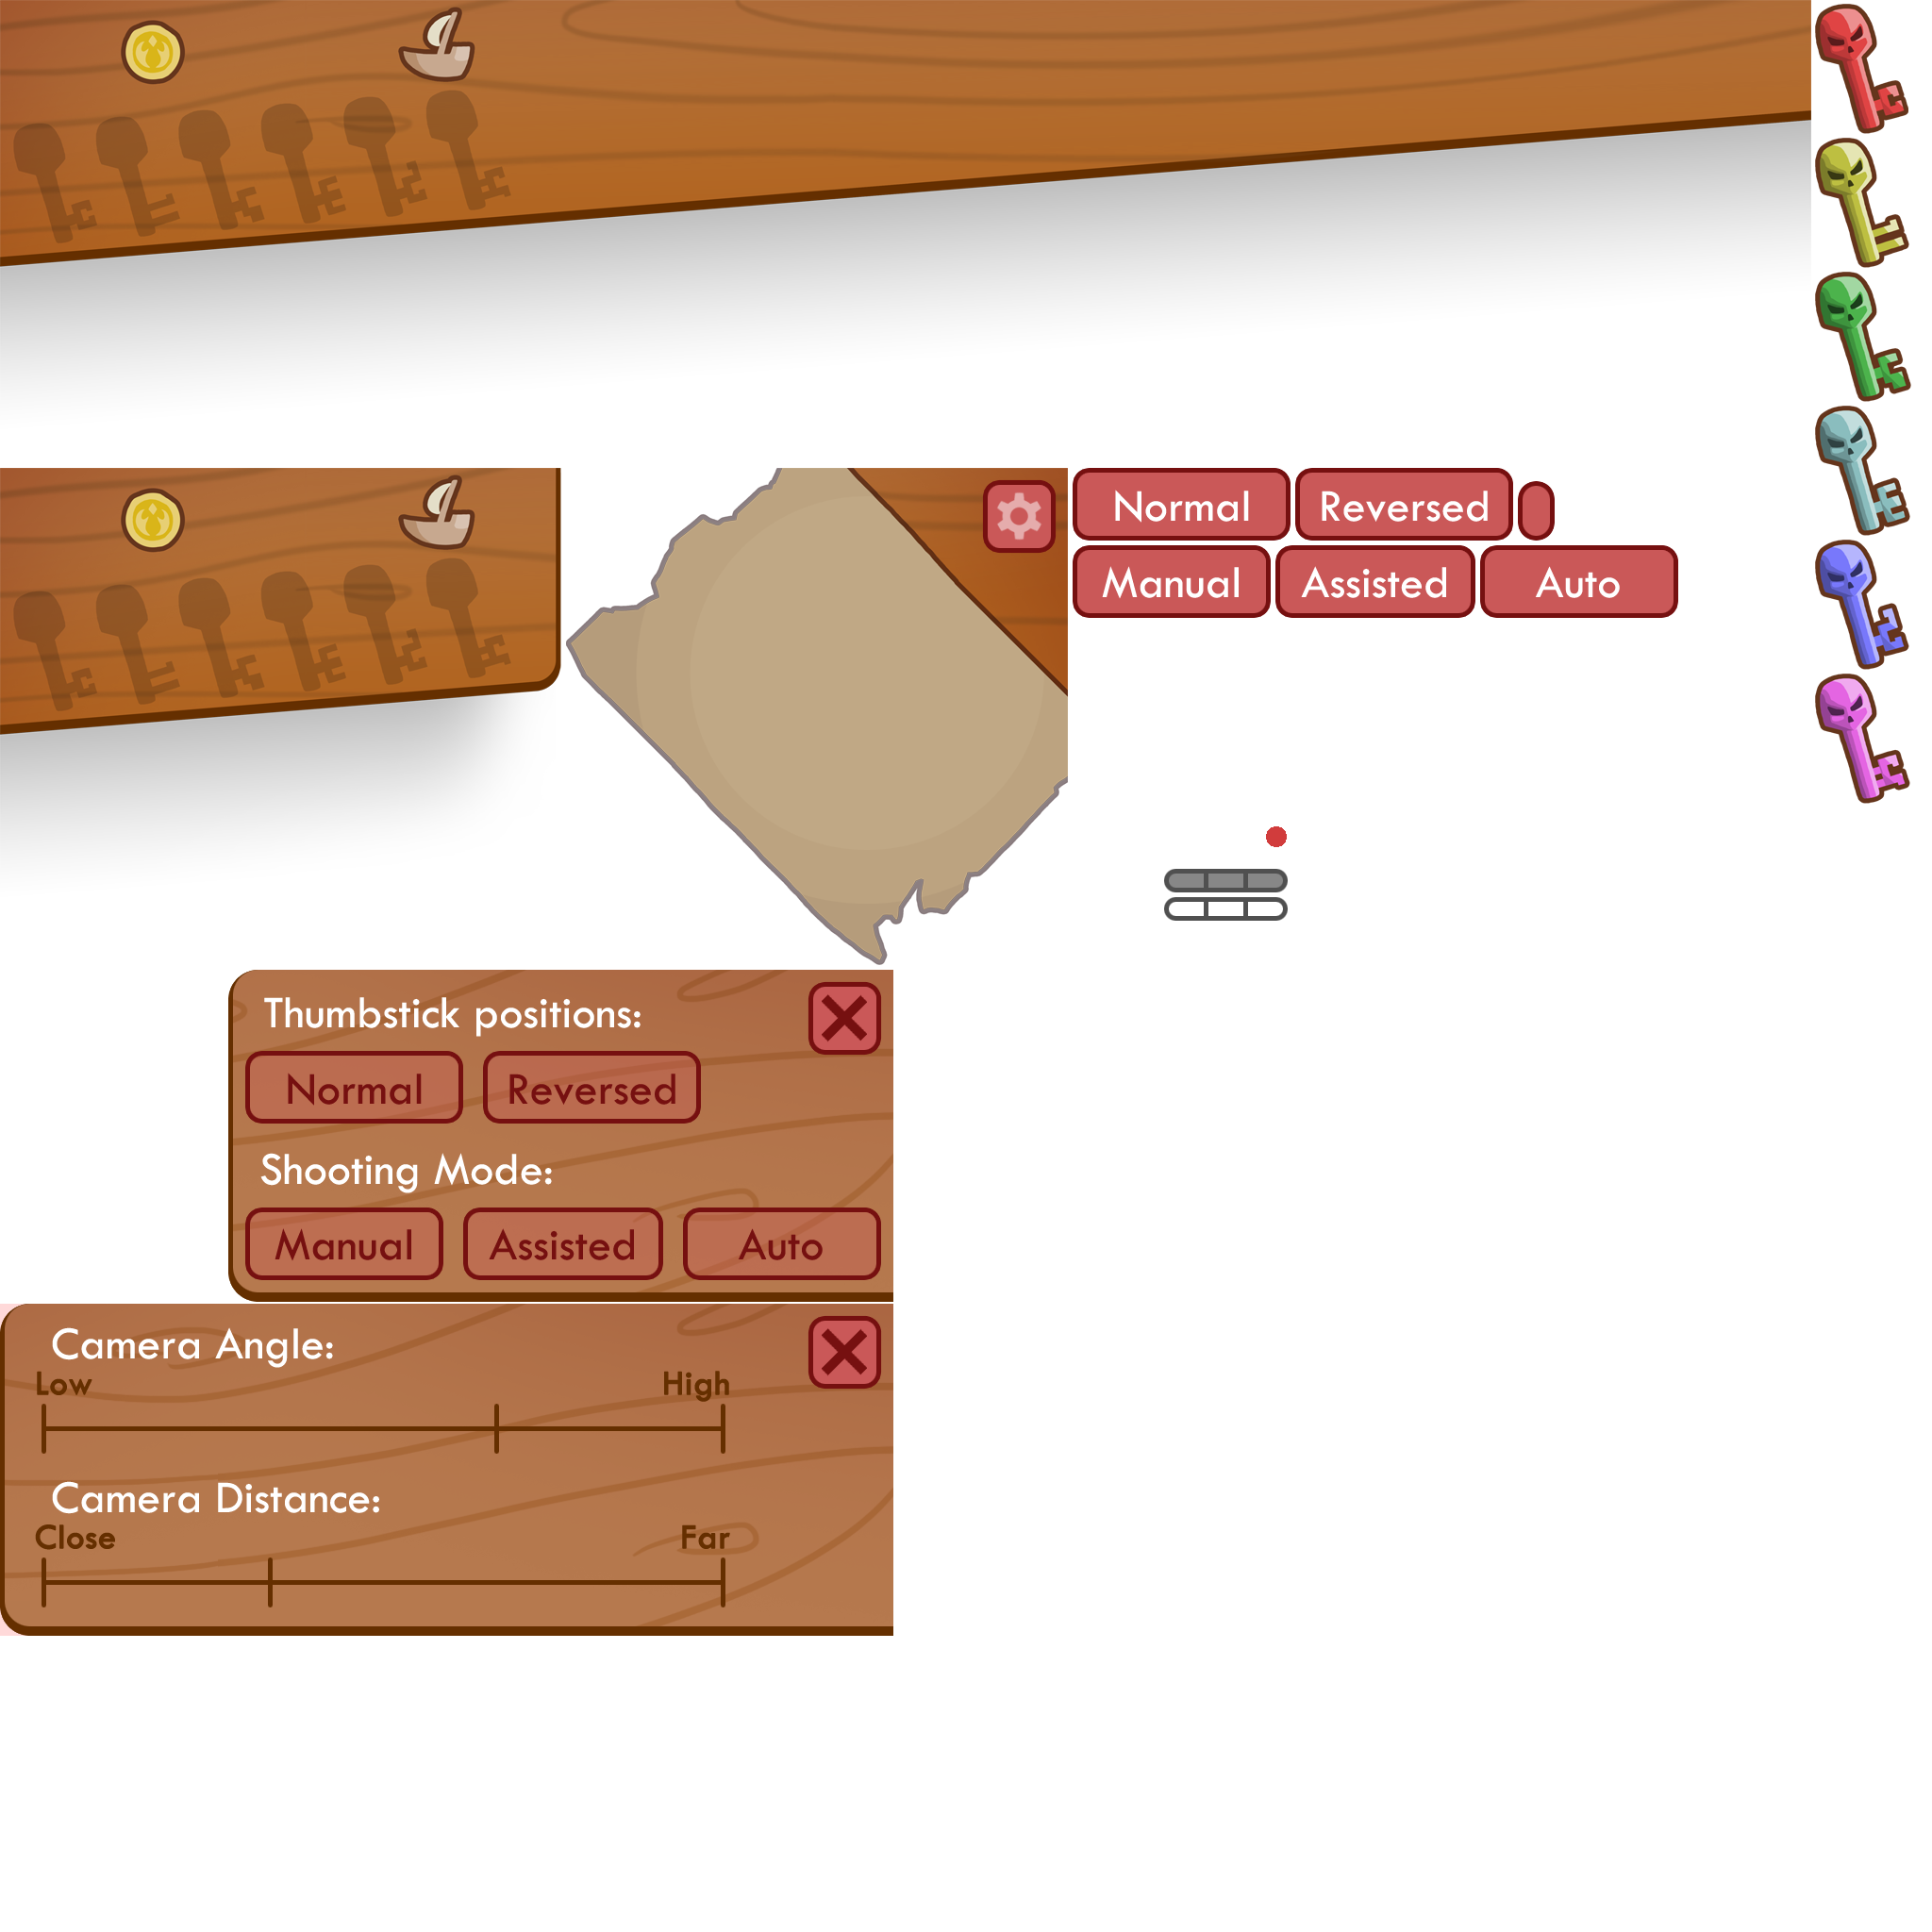 Normal Reversed
Manual Assisted Auto
Thumbstick positions:
Normal Reversed
Shooting Mode:
Manual Assisted Auto
Camera Angle:
Low High
Camera Distance:
Close Far